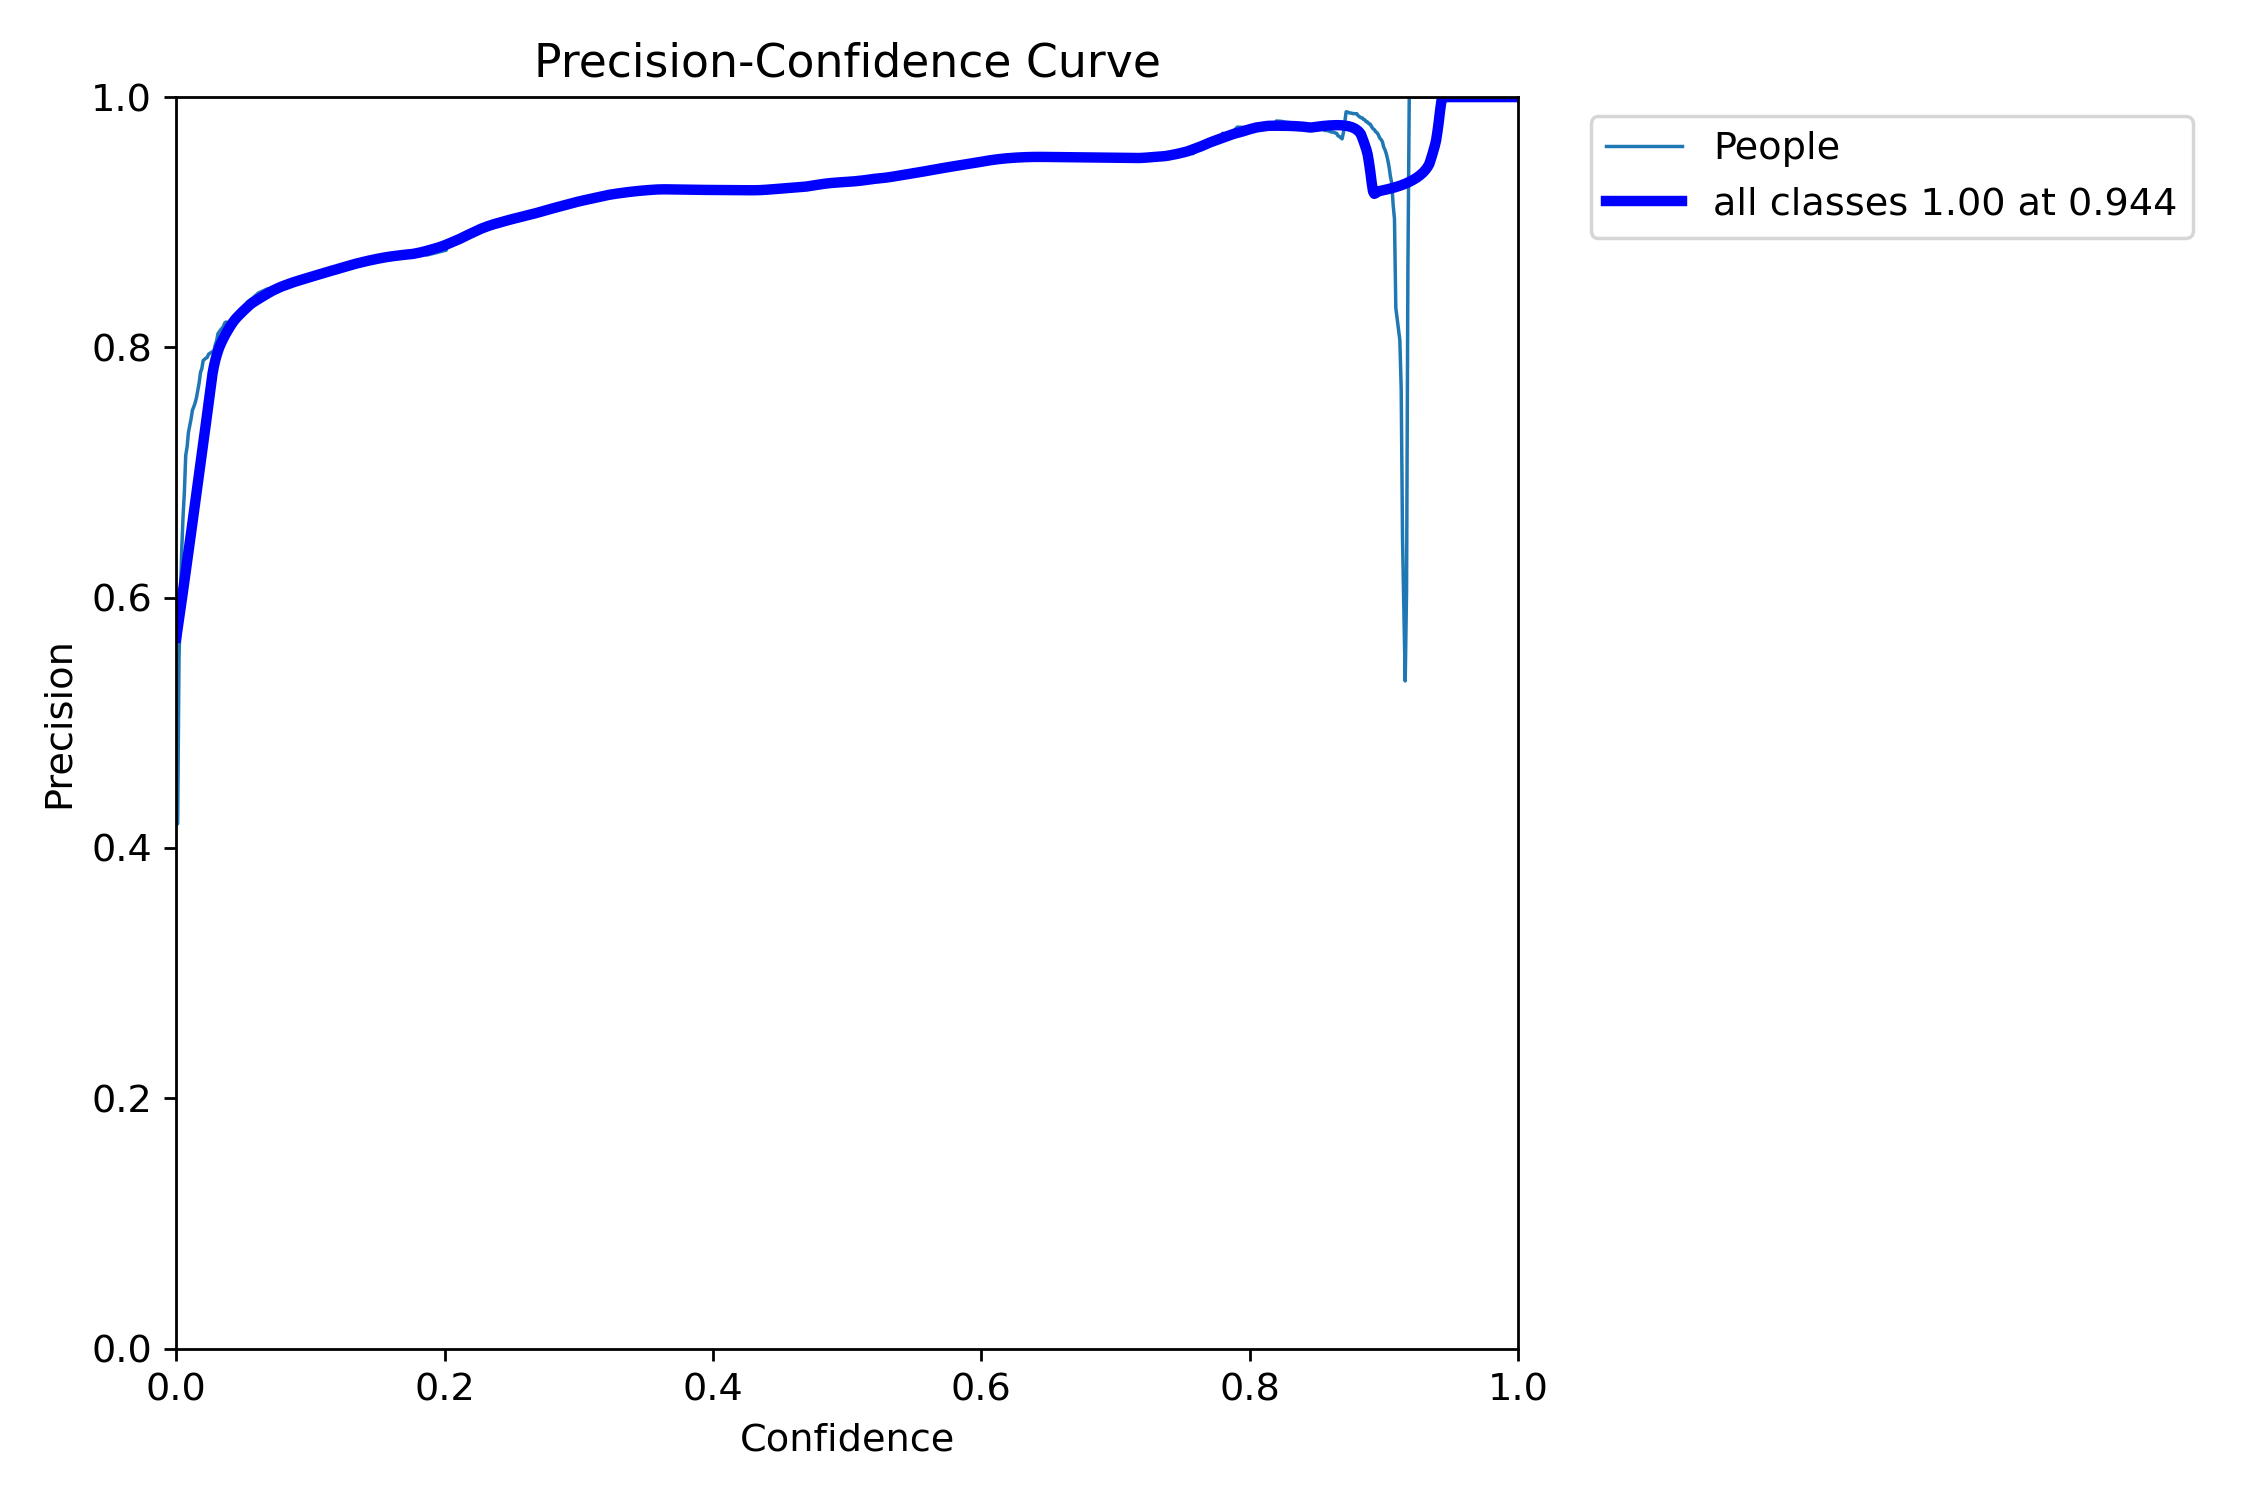 Precision-Confidence Curve
1.0
0.8
0.6
0.4
0.2
0.0
Precision
0.0 0.2 0.4 0.6 0.8 1.0
Confidence
People
all classes 1.00 at 0.944